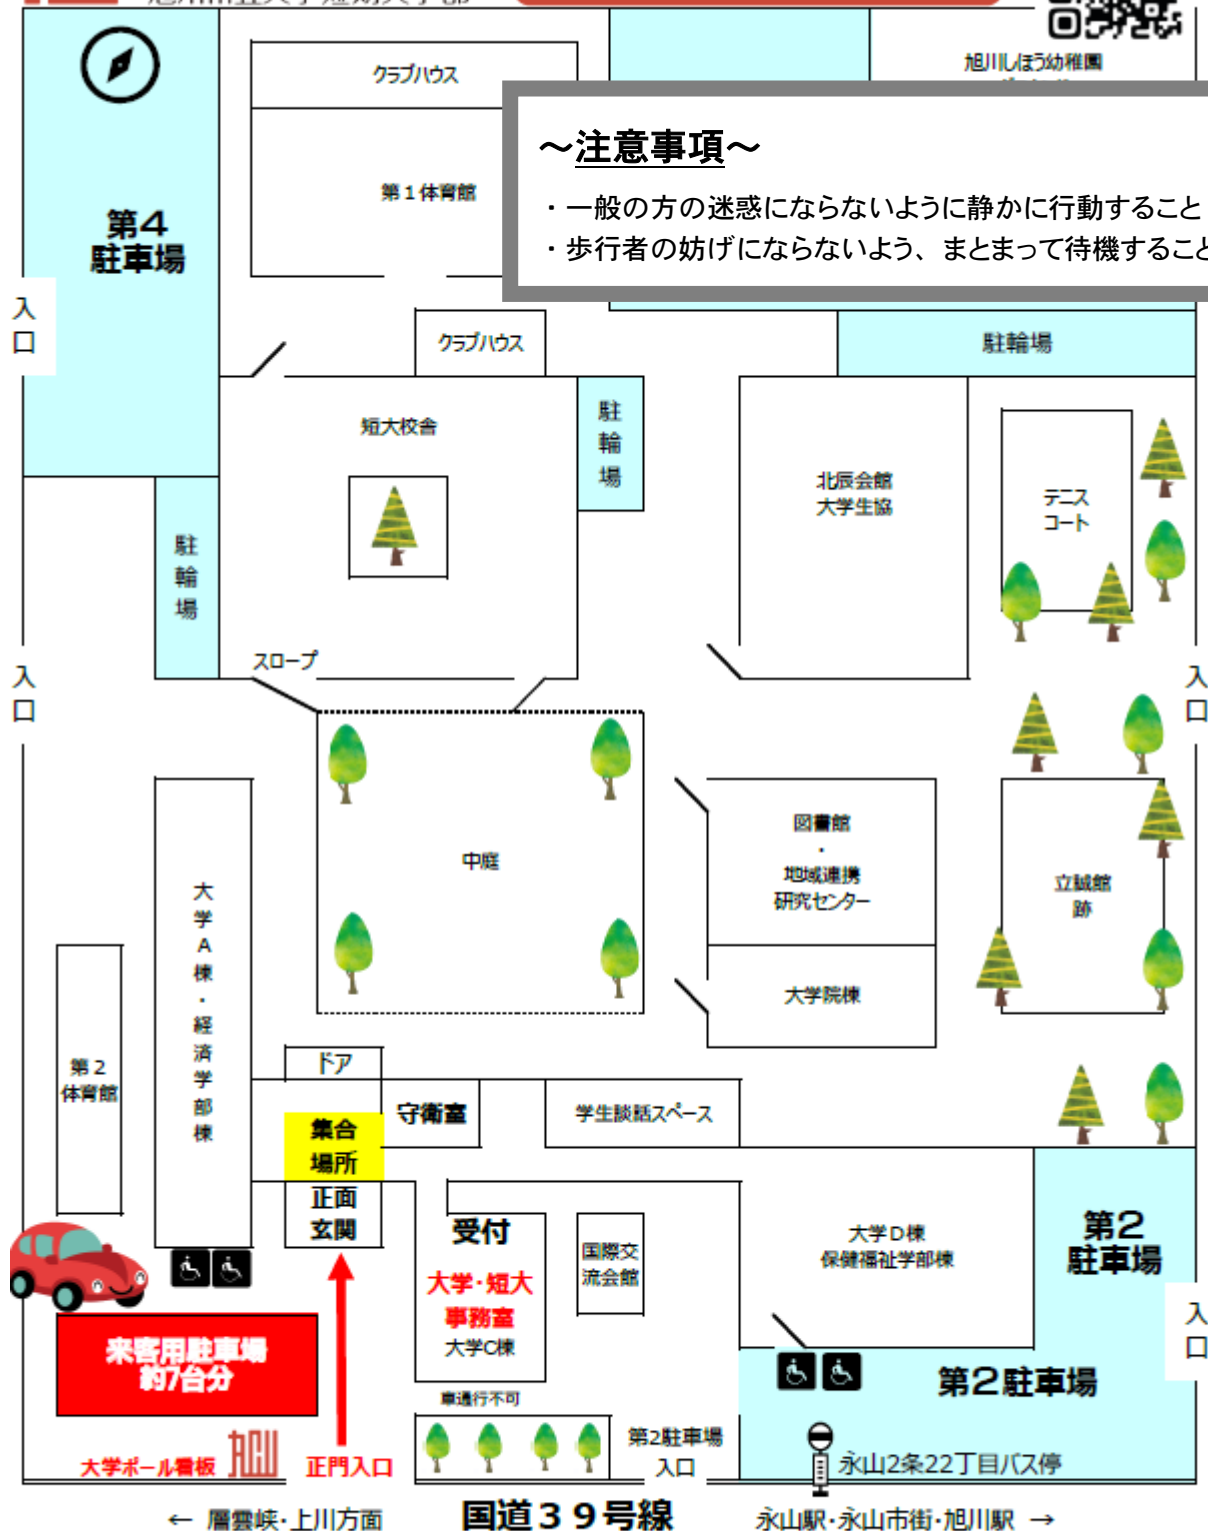 旭川しほう幼稚園
クラブハウス
～注意事項～
・一般の方の迷惑にならないように静かに行動すること
・歩行者の妨げにならないよう、まとまって待機すること
第１体育館
第4
駐車場
入口
クラブハウス
駐輪場
短大校舎
駐輪場
北辰会館
大学生協
テニス
コート
駐輪場
スロープ
入口
入口
図書館
・
地域連携
研究センター
中庭
立誠館
跡
大学A棟・経済学部棟
大学院棟
第２
体育館
ドア
守衛室
学生談話スペース
集合
場所
正面
玄関
受付
大学・短大
事務室
大学C棟
国際交
流会館
大学D棟
保健福祉学部棟
第2
駐車場
入口
来客用駐車場
約7台分
第2駐車場
車通行不可
第2駐車場
入口
大学ポール看板
ACU
正門入口
永山2条22丁目バス停
← 層雲峡・上川方面
国道３９号線
永山駅・永山市街・旭川駅 →